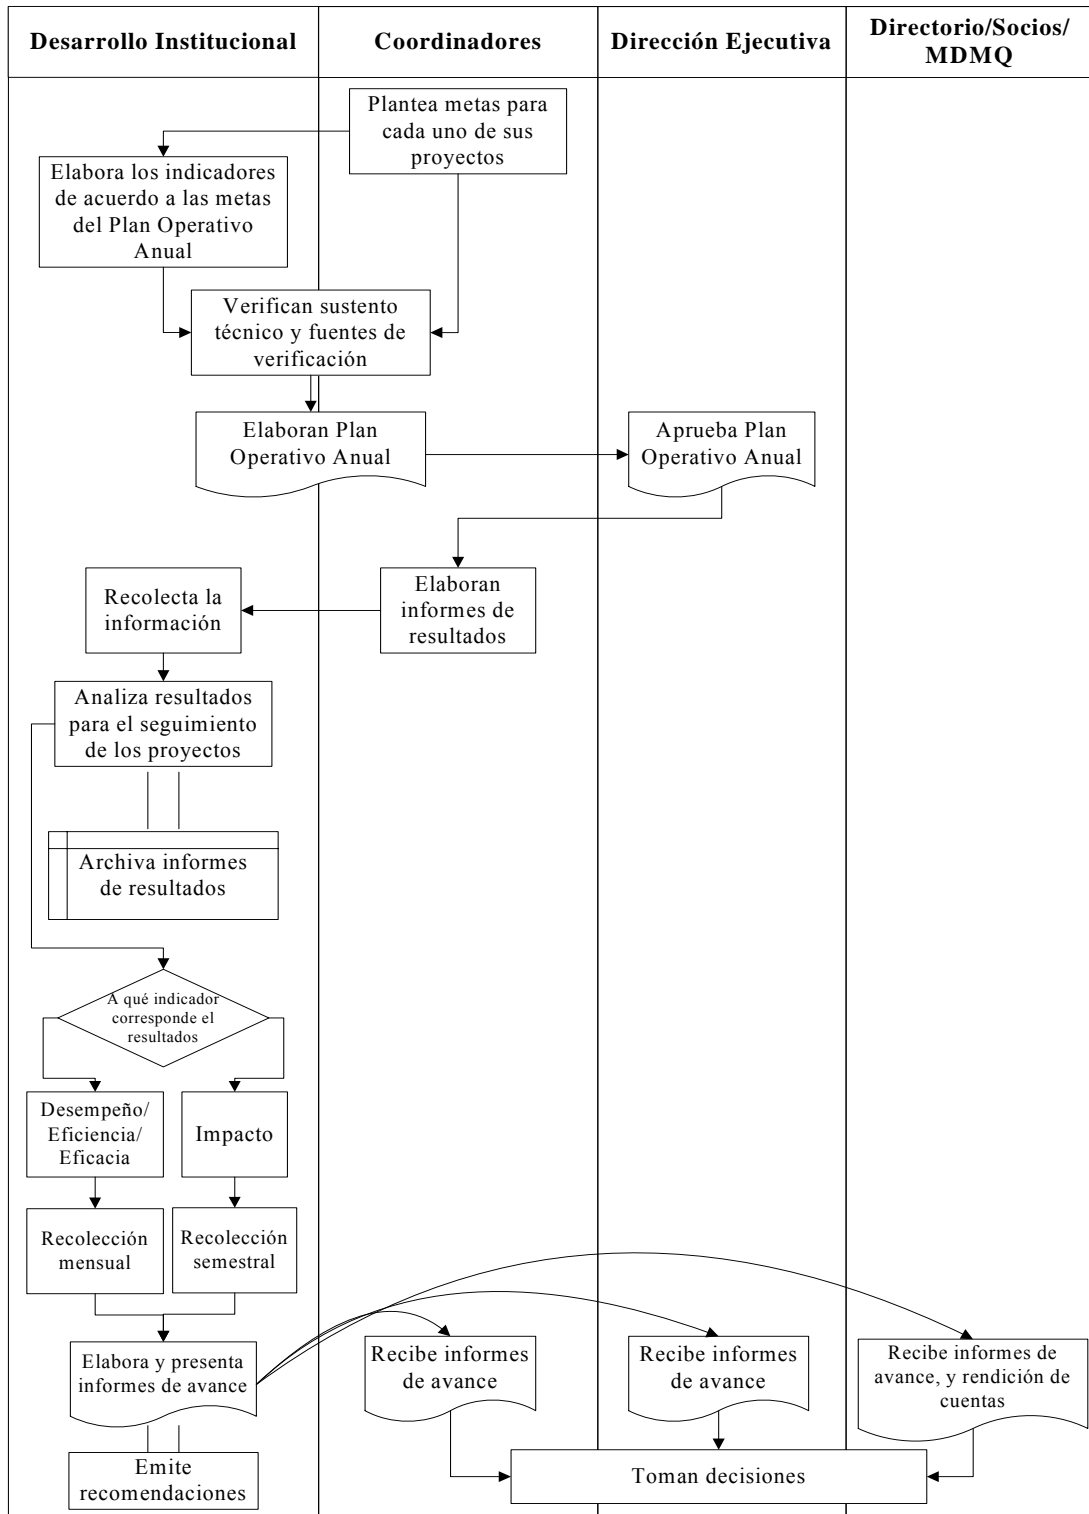 Desarrollo Institucional
Coordinadores
Dirección Ejecutiva
Directorio/Socios/
MDMQ
Plantea metas para
cada uno de sus
proyectos
Elabora los indicadores
de acuerdo a las metas
del Plan Operativo
Anual
Verifican sustento
técnico y fuentes de
verificación
Elaboran Plan
Operativo Anual
Aprueba Plan
Operativo Anual
Elaboran
informes de
resultados
Recolecta la
información
Analiza resultados
para el seguimiento
de los proyectos
Archiva informes
de resultados
A qué indicador
corresponde el
resultados
Desempeño/
Eficiencia/
Eficacia
Impacto
Recolección
mensual
Recolección
semestral
Elabora y presenta
informes de avance
Recibe informes
de avance
Recibe informes
de avance
Recibe informes de
avance, y rendición de
cuentas
Emite
recomendaciones
Toman decisiones